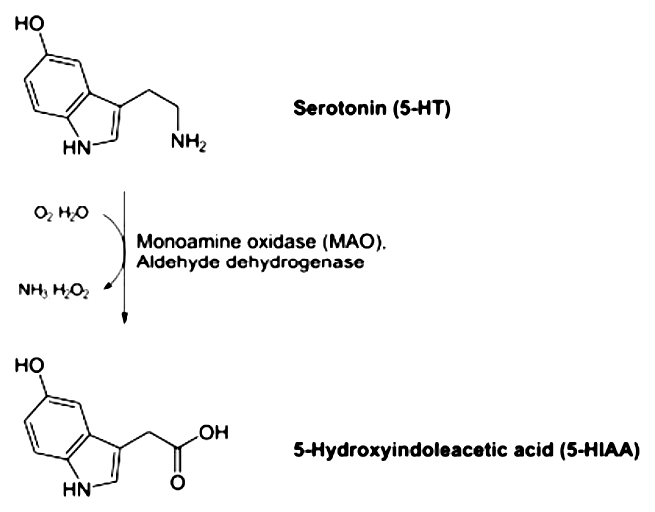 HO
Serotonin (5-HT)
HN
NH₂
O₂ H₂O
Monoamine oxidase (MAO),
Aldehyde dehydrogenase
NH₃ H₂O₂
HO
OH
5-Hydroxyindoleacetic acid (5-HIAA)
O
HN